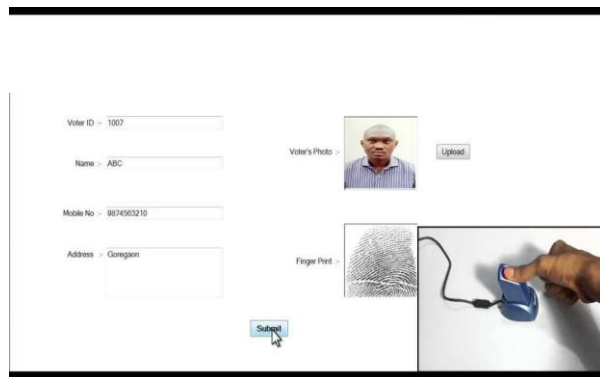 Voter ID :- 1007
Name :- ABC
Mobile No :- 9874563210
Address :- Goregaon
Voter's Photo :-
Upload
Finger Print :-
Submit